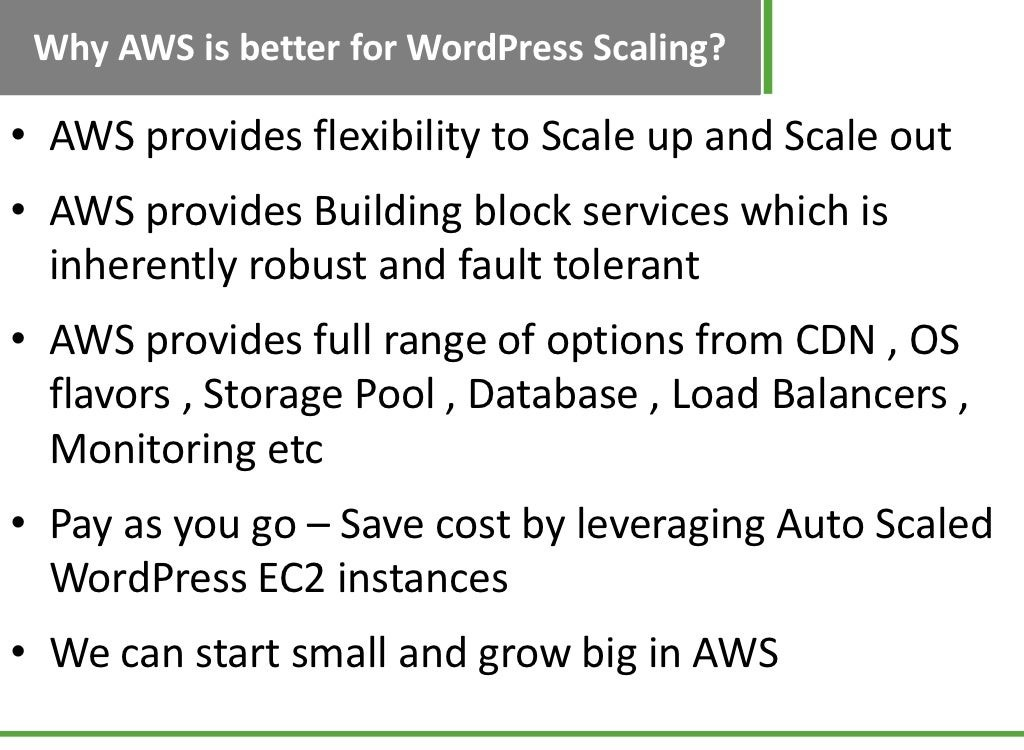 Why AWS is better for WordPress Scaling?
• AWS provides flexibility to Scale up and Scale out
• AWS provides Building block services which is
inherently robust and fault tolerant
• AWS provides full range of options from CDN , OS
flavors , Storage Pool , Database , Load Balancers ,
Monitoring etc
• Pay as you go – Save cost by leveraging Auto Scaled
WordPress EC2 instances
• We can start small and grow big in AWS